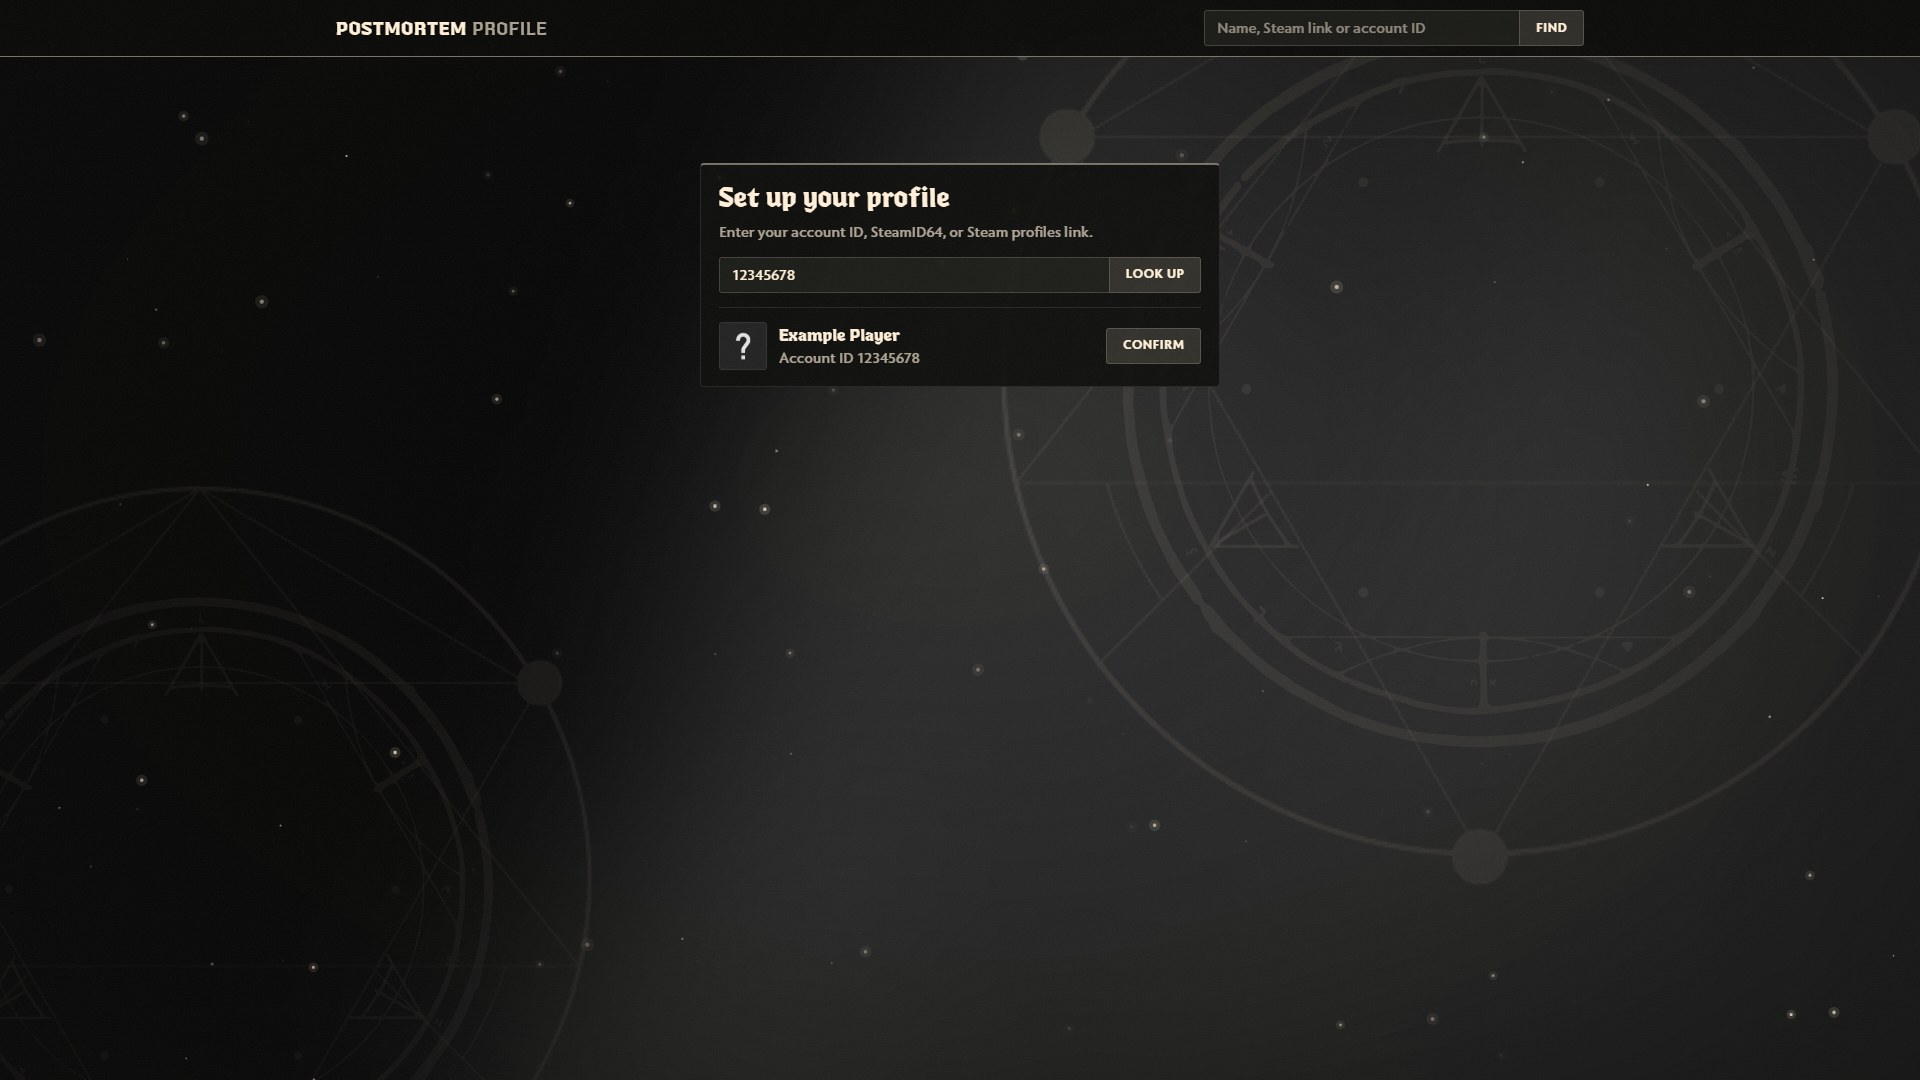 POSTMORTEM PROFILE
Name, Steam link or account ID
FIND
Set up your profile
Enter your account ID, SteamID64, or Steam profiles link.
12345678
LOOK UP
?
Example Player
Account ID 12345678
CONFIRM